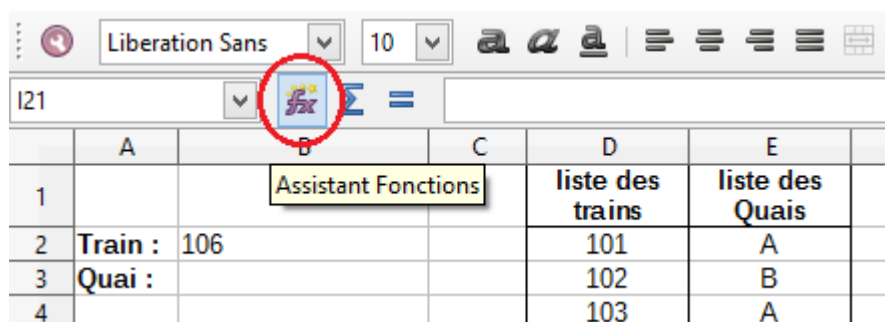 Liberation Sans 10 a a a
I21 fx Σ =
A B C D E
Assistant Fonctions
1 liste des trains liste des Quais
2 Train : 106 101 A
3 Quai : 102 B
4 103 A